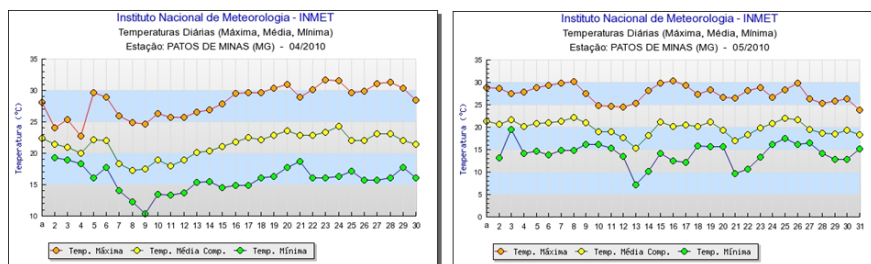 Instituto Nacional de Meteorologia - INMET
Temperaturas Diárias (Máxima, Média, Mínima)
Estação: PATOS DE MINAS (MG) - 04/2010
Temperatura (°C)
35
30
25
20
15
10
a 2 3 4 5 6 7 8 9 10 11 12 13 14 15 16 17 18 19 20 21 22 23 24 25 26 27 28 29 30
Temp. Máxima Temp. Média Comp. Temp. Mínima
Instituto Nacional de Meteorologia - INMET
Temperaturas Diárias (Máxima, Média, Mínima)
Estação: PATOS DE MINAS (MG) - 05/2010
Temperatura (°C)
35
30
25
20
15
10
5
0
a 2 3 4 5 6 7 8 9 10 11 12 13 14 15 16 17 18 19 20 21 22 23 24 25 26 27 28 29 30 31
Temp. Máxima Temp. Média Comp. Temp. Mínima